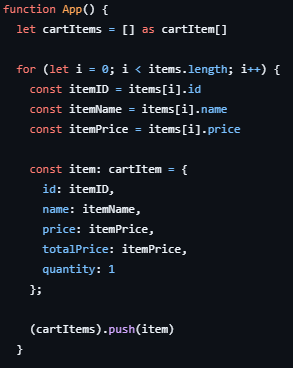 function App() {
let cartItems = [] as cartItem[]
for (let i = 0; i < items.length; i++) {
const itemID = items[i].id
const itemName = items[i].name
const itemPrice = items[i].price
const item: cartItem = {
id: itemID,
name: itemName,
price: itemPrice,
totalPrice: itemPrice,
quantity: 1
};
(cartItems).push(item)
}